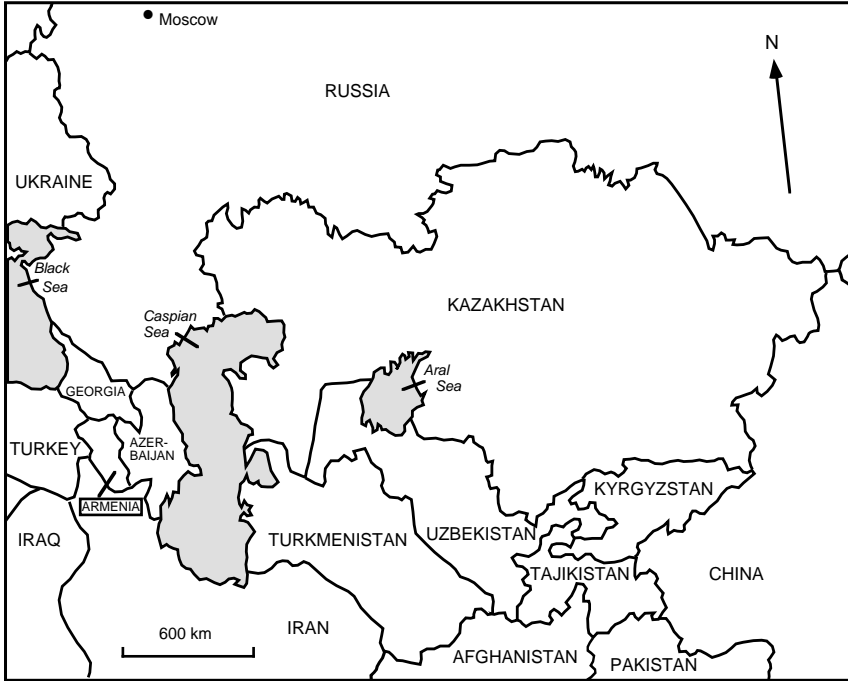 Moscow
N
RUSSIA
UKRAINE
Black
Sea
Caspian
Sea
KAZAKHSTAN
Aral
Sea
GEORGIA
TURKEY
AZER-
BAIJAN
ARMENIA
KYRGYZSTAN
IRAQ
TURKMENISTAN
UZBEKISTAN
TAJIKISTAN
CHINA
600 km
IRAN
AFGHANISTAN
PAKISTAN